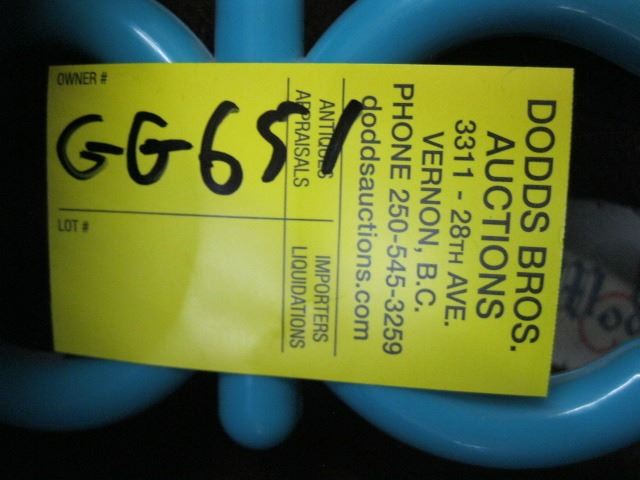 DODDS BROS.
AUCTIONS
3311 - 28TH AVE.
VERNON, B.C.
PHONE 250-545-3259
doddsauctions.com
ANTIQUES
APPRAISALS
IMPORTERS
LIQUIDATIONS
OWNER #
GG651
LOT #